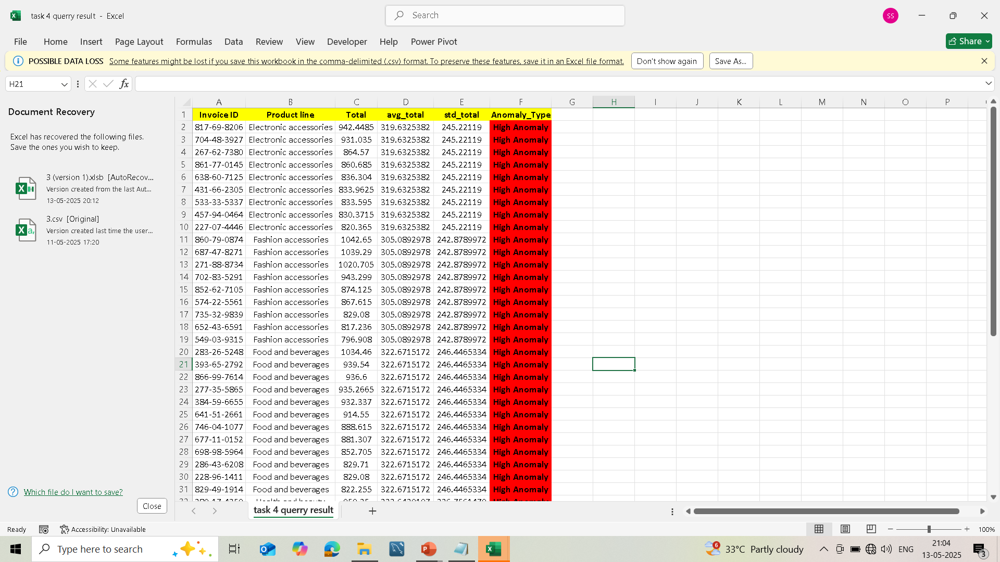 task 4 querry result - Excel
Search
SS
File Home Insert Page Layout Formulas Data Review View Developer Help Power Pivot
Share
POSSIBLE DATA LOSS Some features might be lost if you save this workbook in the comma-delimited (.csv) format. To preserve these features, save it in an Excel file format. Don't show again Save As...
H21 fx
Document Recovery
Excel has recovered the following files.
Save the ones you wish to keep.
3 (version 1).xlsb [AutoRecov...
Version created from the last Aut...
13-05-2025 20:12
3.csv [Original]
Version created last time the user...
11-05-2025 17:20
Which file do I want to save?
Close
A B C D E F G H I J K L M N O P
1 Invoice ID Product line Total avg_total std_total Anomaly_Type
2 817-69-8206 Electronic accessories 942.4485 319.6325382 245.22119 High Anomaly
3 704-48-3927 Electronic accessories 931.035 319.6325382 245.22119 High Anomaly
4 267-62-7380 Electronic accessories 864.57 319.6325382 245.22119 High Anomaly
5 861-77-0145 Electronic accessories 860.685 319.6325382 245.22119 High Anomaly
6 638-60-7125 Electronic accessories 836.304 319.6325382 245.22119 High Anomaly
7 431-66-2305 Electronic accessories 833.9625 319.6325382 245.22119 High Anomaly
8 533-33-5337 Electronic accessories 833.595 319.6325382 245.22119 High Anomaly
9 457-94-0464 Electronic accessories 830.3715 319.6325382 245.22119 High Anomaly
10 227-07-4446 Electronic accessories 820.365 319.6325382 245.22119 High Anomaly
11 860-79-0874 Fashion accessories 1042.65 305.0892978 242.8789972 High Anomaly
12 687-47-8271 Fashion accessories 1039.29 305.0892978 242.8789972 High Anomaly
13 271-88-8734 Fashion accessories 1020.705 305.0892978 242.8789972 High Anomaly
14 702-83-5291 Fashion accessories 943.299 305.0892978 242.8789972 High Anomaly
15 852-62-7105 Fashion accessories 874.125 305.0892978 242.8789972 High Anomaly
16 574-22-5561 Fashion accessories 867.615 305.0892978 242.8789972 High Anomaly
17 735-32-9839 Fashion accessories 829.08 305.0892978 242.8789972 High Anomaly
18 652-43-6591 Fashion accessories 817.236 305.0892978 242.8789972 High Anomaly
19 549-03-9315 Fashion accessories 796.908 305.0892978 242.8789972 High Anomaly
20 283-26-5248 Food and beverages 1034.46 322.6715172 246.4465334 High Anomaly
21 393-65-2792 Food and beverages 939.54 322.6715172 246.4465334 High Anomaly
22 866-99-7614 Food and beverages 936.6 322.6715172 246.4465334 High Anomaly
23 277-35-5865 Food and beverages 935.2665 322.6715172 246.4465334 High Anomaly
24 384-59-6655 Food and beverages 932.337 322.6715172 246.4465334 High Anomaly
25 641-51-2661 Food and beverages 914.55 322.6715172 246.4465334 High Anomaly
26 746-04-1077 Food and beverages 888.615 322.6715172 246.4465334 High Anomaly
27 677-11-0152 Food and beverages 881.307 322.6715172 246.4465334 High Anomaly
28 698-98-5964 Food and beverages 852.705 322.6715172 246.4465334 High Anomaly
29 286-43-6208 Food and beverages 829.71 322.6715172 246.4465334 High Anomaly
30 228-96-1411 Food and beverages 829.08 322.6715172 246.4465334 High Anomaly
31 829-49-1914 Food and beverages 822.255 322.6715172 246.4465334 High Anomaly
task 4 querry result
Ready Accessibility: Unavailable 100%
Type here to search
6 33°C Partly cloudy ENG 21:04
13-05-2025 3